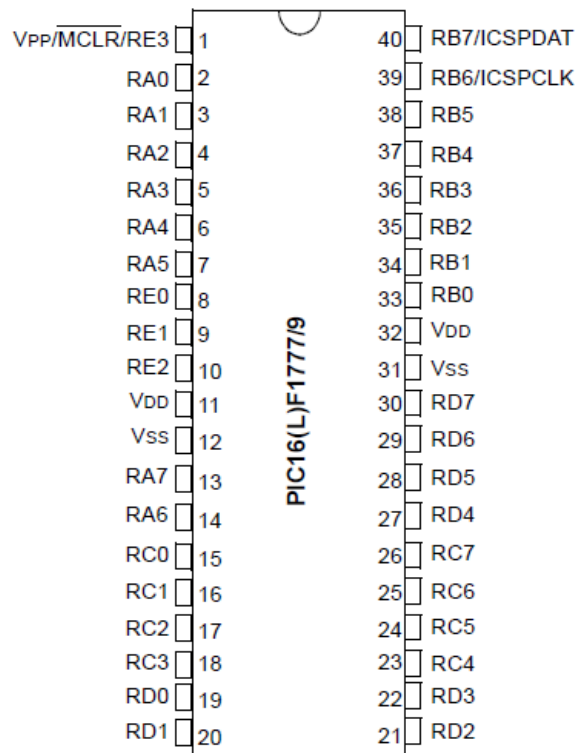 VPP/MCLR/RE3 1 40 RB7/ICSPDAT
RA0 2 39 RB6/ICSPCLK
RA1 3 38 RB5
RA2 4 37 RB4
RA3 5 36 RB3
RA4 6 35 RB2
RA5 7 34 RB1
RE0 8 33 RB0
RE1 9 32 VDD
RE2 10 31 VSS
VDD 11 30 RD7
VSS 12 29 RD6
RA7 13 28 RD5
RA6 14 27 RD4
RC0 15 26 RC7
RC1 16 25 RC6
RC2 17 24 RC5
RC3 18 23 RC4
RD0 19 22 RD3
RD1 20 21 RD2
PIC16(L)F1777/9